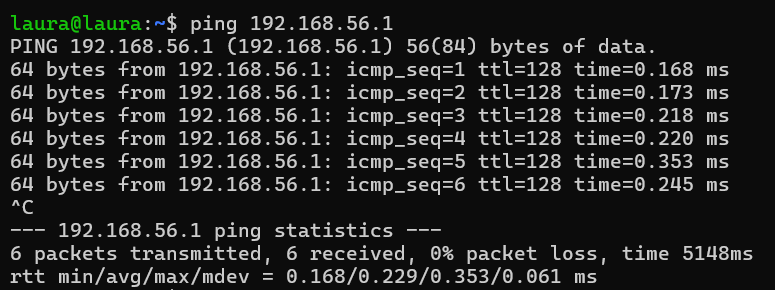 laura@laura:~$ ping 192.168.56.1
PING 192.168.56.1 (192.168.56.1) 56(84) bytes of data.
64 bytes from 192.168.56.1: icmp_seq=1 ttl=128 time=0.168 ms
64 bytes from 192.168.56.1: icmp_seq=2 ttl=128 time=0.173 ms
64 bytes from 192.168.56.1: icmp_seq=3 ttl=128 time=0.218 ms
64 bytes from 192.168.56.1: icmp_seq=4 ttl=128 time=0.220 ms
64 bytes from 192.168.56.1: icmp_seq=5 ttl=128 time=0.353 ms
64 bytes from 192.168.56.1: icmp_seq=6 ttl=128 time=0.245 ms
^C
--- 192.168.56.1 ping statistics ---
6 packets transmitted, 6 received, 0% packet loss, time 5148ms
rtt min/avg/max/mdev = 0.168/0.229/0.353/0.061 ms